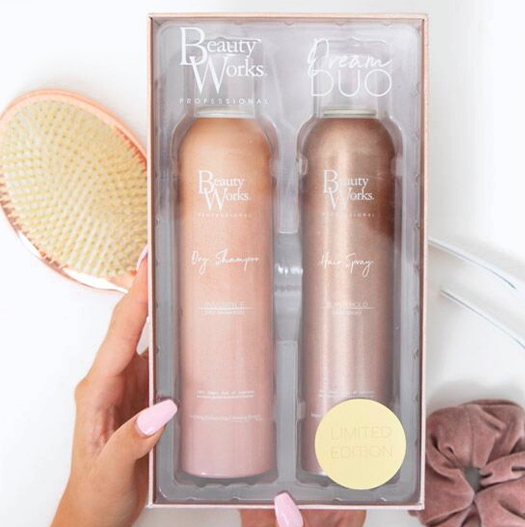 Beauty
Works
PROFESSIONAL
Dream
DUO
Beauty
Works
PROFESSIONAL
Dry Shampoo
Beauty
Works
PROFESSIONAL
Hair Spray
LIMITED
EDITION